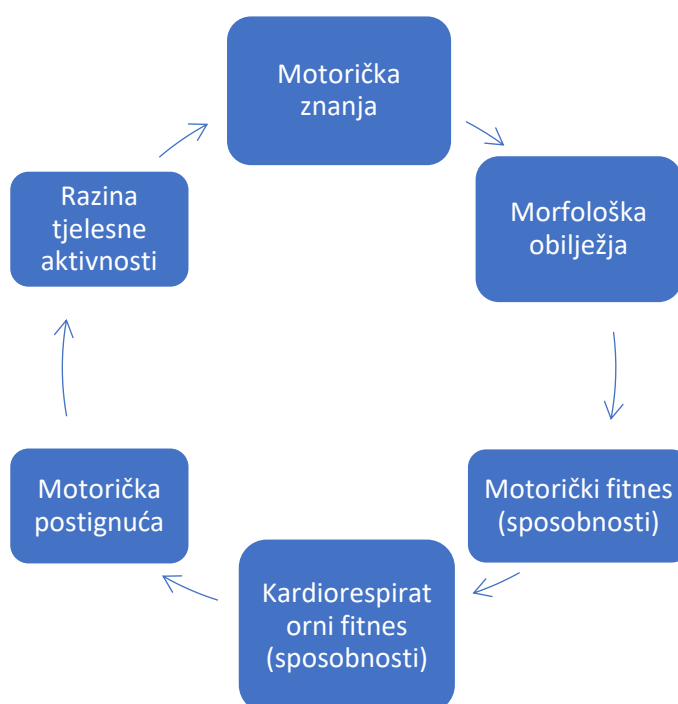 Motorička
znanja
Morfološka
obilježja
Motorički fitnes
(sposobnosti)
Kardiorespirat
orni fitnes
(sposobnosti)
Motorička
postignuća
Razina
tjelesne
aktivnosti